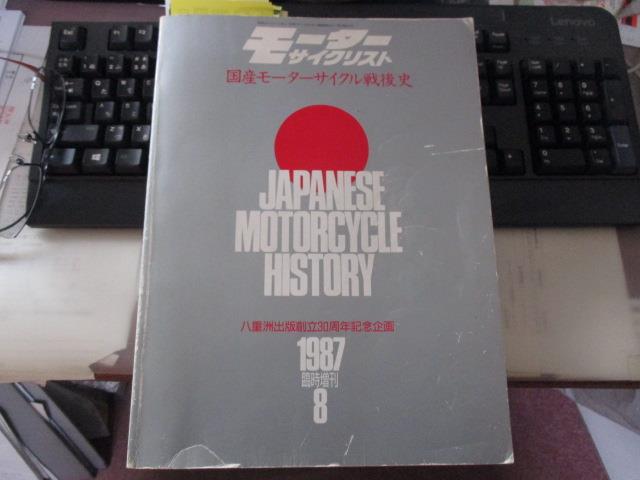 モーター
サイクリスト
国産モーターサイクル戦後史
JAPANESE
MOTORCYCLE
HISTORY
八重洲出版創立30周年記念企画
1987
臨時増刊
8
Lenovo